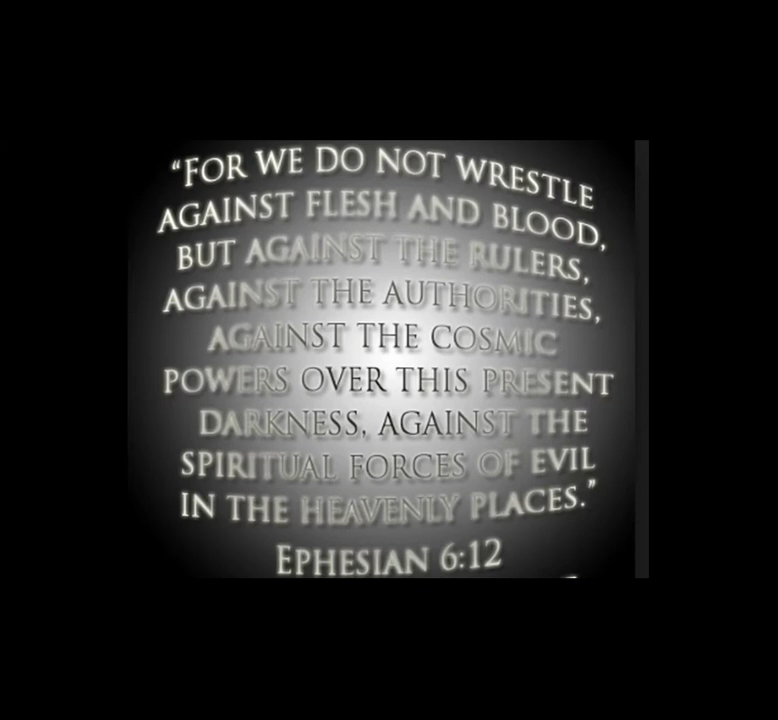 “FOR WE DO NOT WRESTLE
AGAINST FLESH AND BLOOD,
BUT AGAINST THE RULERS,
AGAINST THE AUTHORITIES,
AGAINST THE COSMIC
POWERS OVER THIS PRESENT
DARKNESS, AGAINST THE
SPIRITUAL FORCES OF EVIL
IN THE HEAVENLY PLACES.”
EPHESIAN 6:12